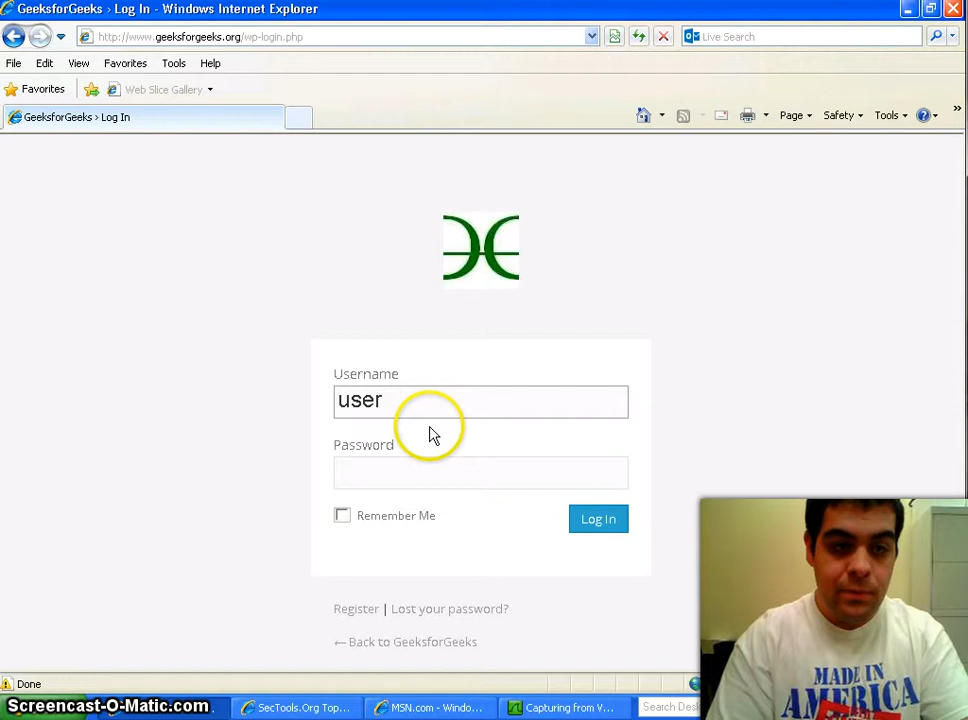 GeeksforGeeks › Log In - Windows Internet Explorer
http://www.geeksforgeeks.org/wp-login.php
Live Search
File Edit View Favorites Tools Help
Favorites Web Slice Gallery
GeeksforGeeks › Log In
Page Safety Tools
Username
user
Password
Remember Me
Log In
Register | Lost your password?
← Back to GeeksforGeeks
MADE IN
AMERICA
Done
Screencast-O-Matic.com
SecTools.Org Top...
MSN.com - Windo...
Capturing from V...
Search Des